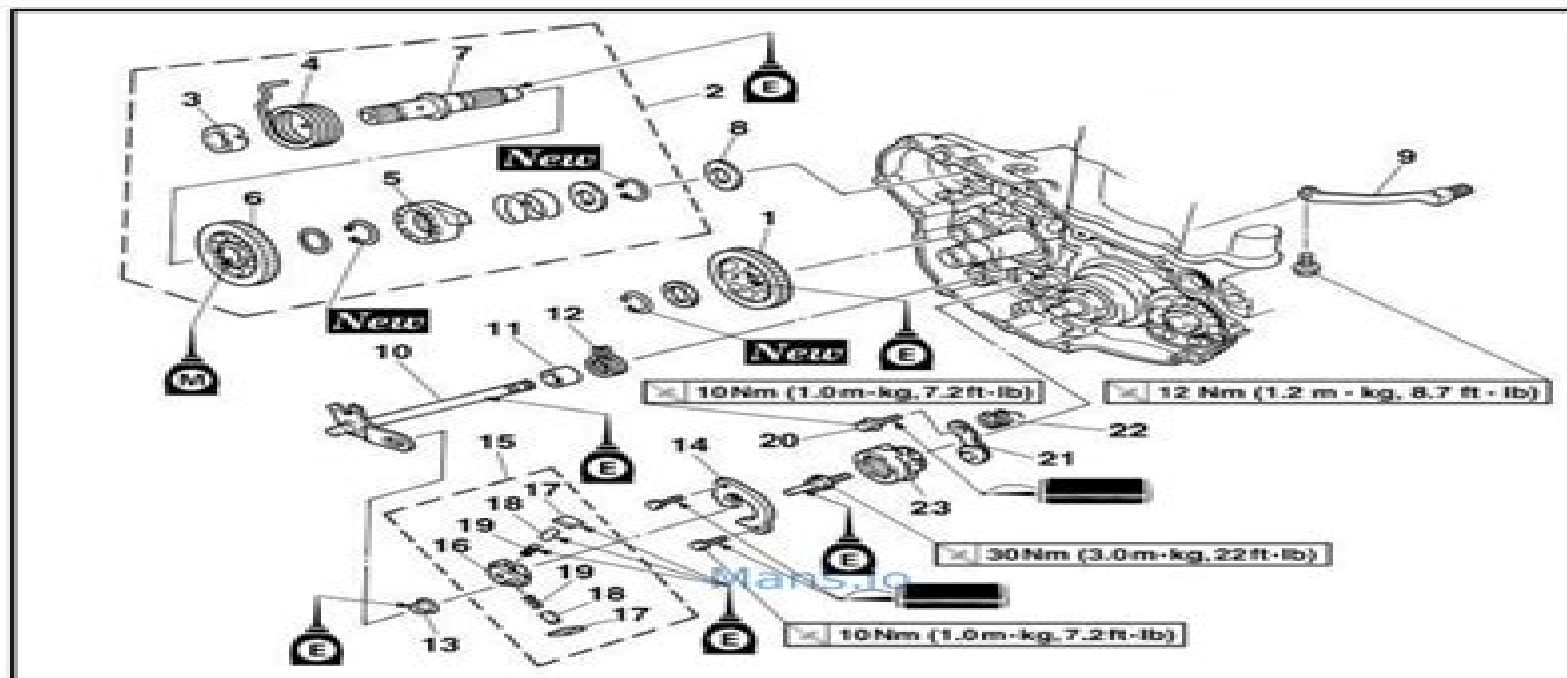 4
7
E
3
2
8
New
5
9
6
1
New
12
11
New
E
10
M
10Nm (1.0m-kg, 7.2ft-lb)
12 Nm (1.2 m - kg, 8.7 ft - lb)
20
22
15
14
21
E
17
18
23
19
16
E
30Nm (3.0m-kg, 22ft-lb)
Mans.io
19
18
17
E
13
E
10Nm (1.0m-kg, 7.2ft-lb)